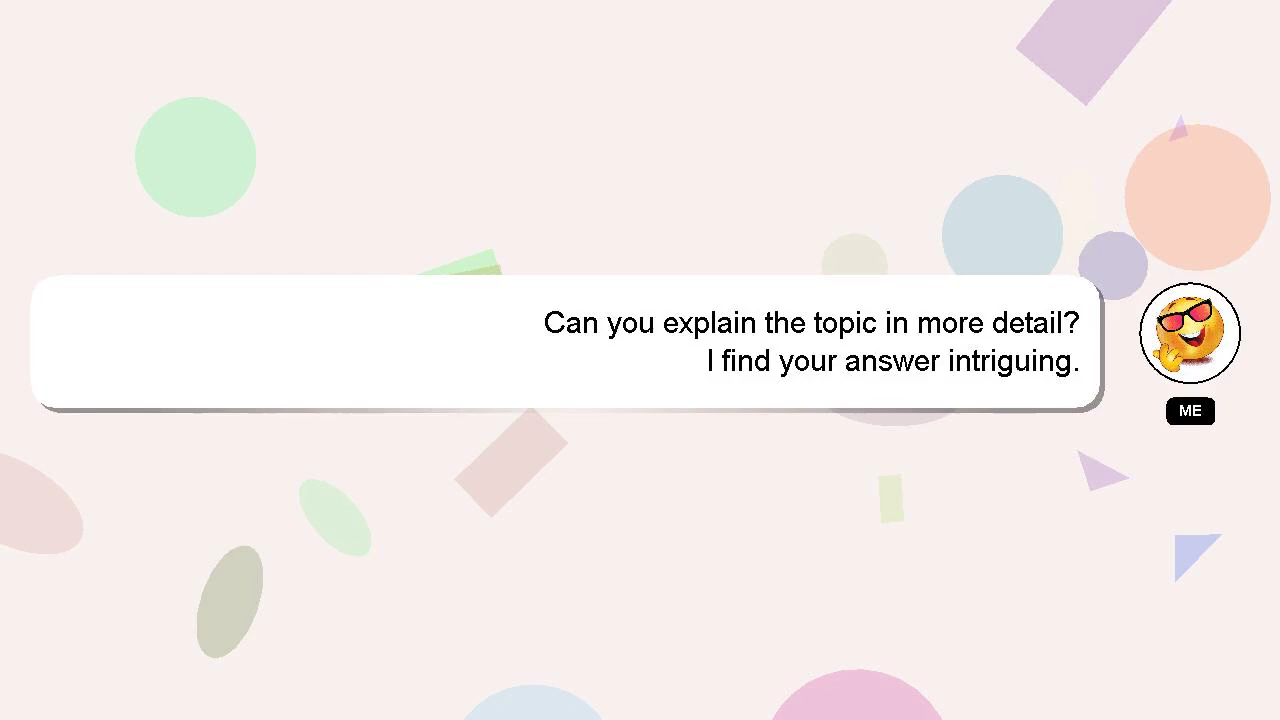 Can you explain the topic in more detail?
I find your answer intriguing.
ME